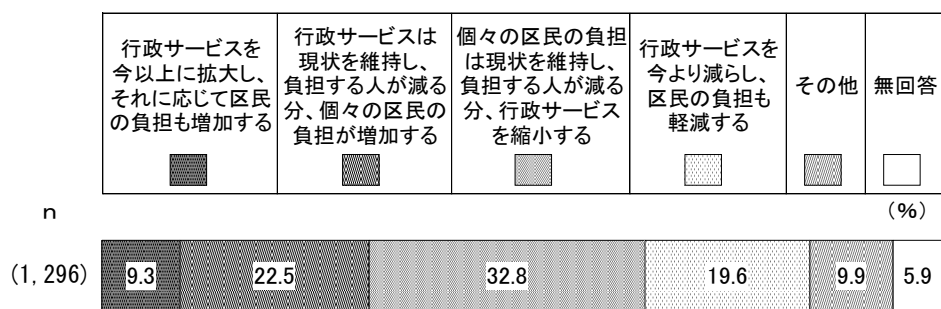 行政サービスを
今以上に拡大し、
それに応じて区民
の負担も増加する
行政サービスは
現状を維持し、
負担する人が減る
分、個々の区民の
負担が増加する
個々の区民の負担
は現状を維持し、
負担する人が減る
分、行政サービス
を縮小する
行政サービスを
今より減らし、
区民の負担も
軽減する
その他
無回答
n
(%)
(1,296)
9.3
22.5
32.8
19.6
9.9
5.9